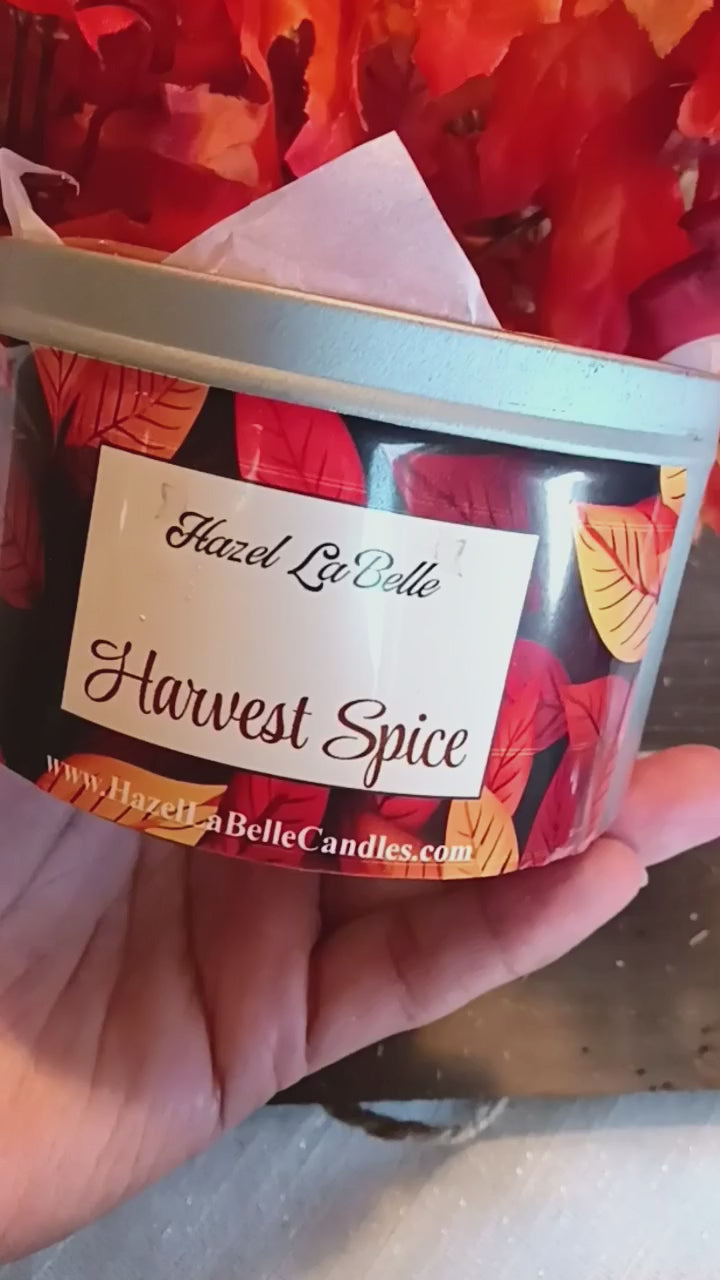 Hazel LaBelle
Harvest Spice
www.HazelLaBelleCandles.com